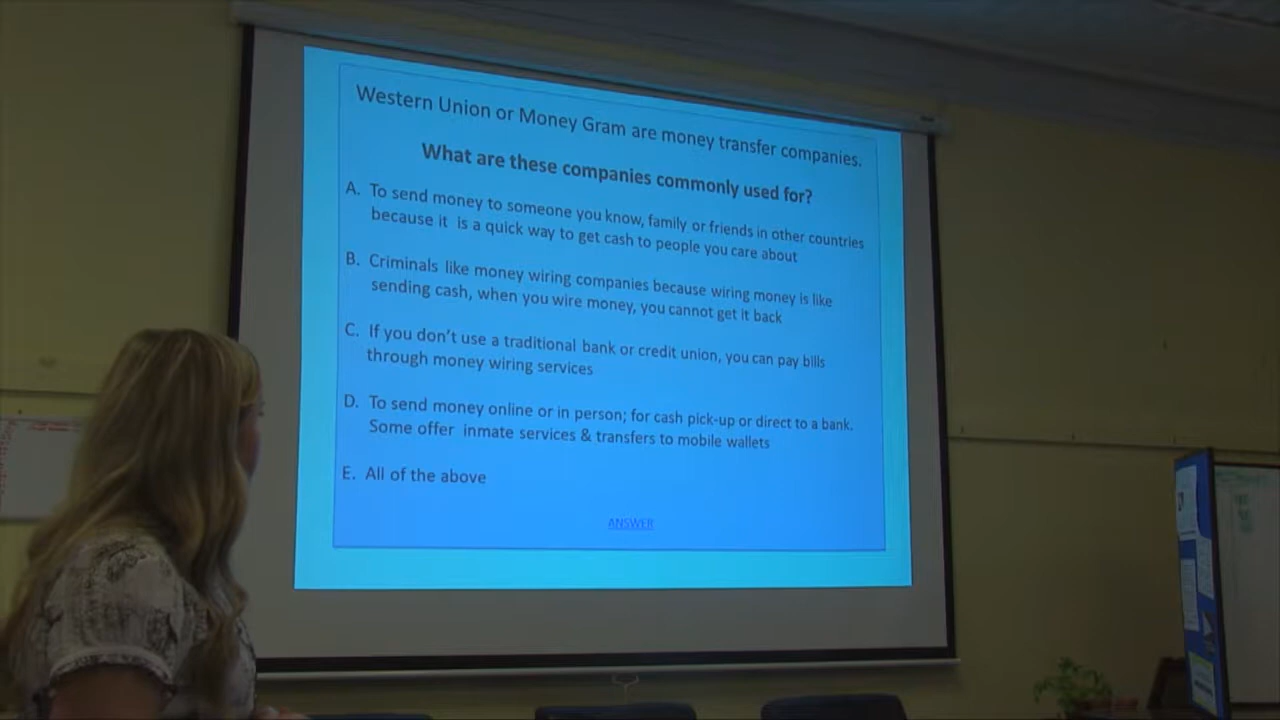 Western Union or Money Gram are money transfer companies.
What are these companies commonly used for?
A. To send money to someone you know, family or friends in other countries
because it is a quick way to get cash to people you care about
B. Criminals like money wiring companies because wiring money is like
sending cash, when you wire money, you cannot get it back
C. If you don't use a traditional bank or credit union, you can pay bills
through money wiring services
D. To send money online or in person; for cash pick-up or direct to a bank.
Some offer inmate services & transfers to mobile wallets
E. All of the above
ANSWER